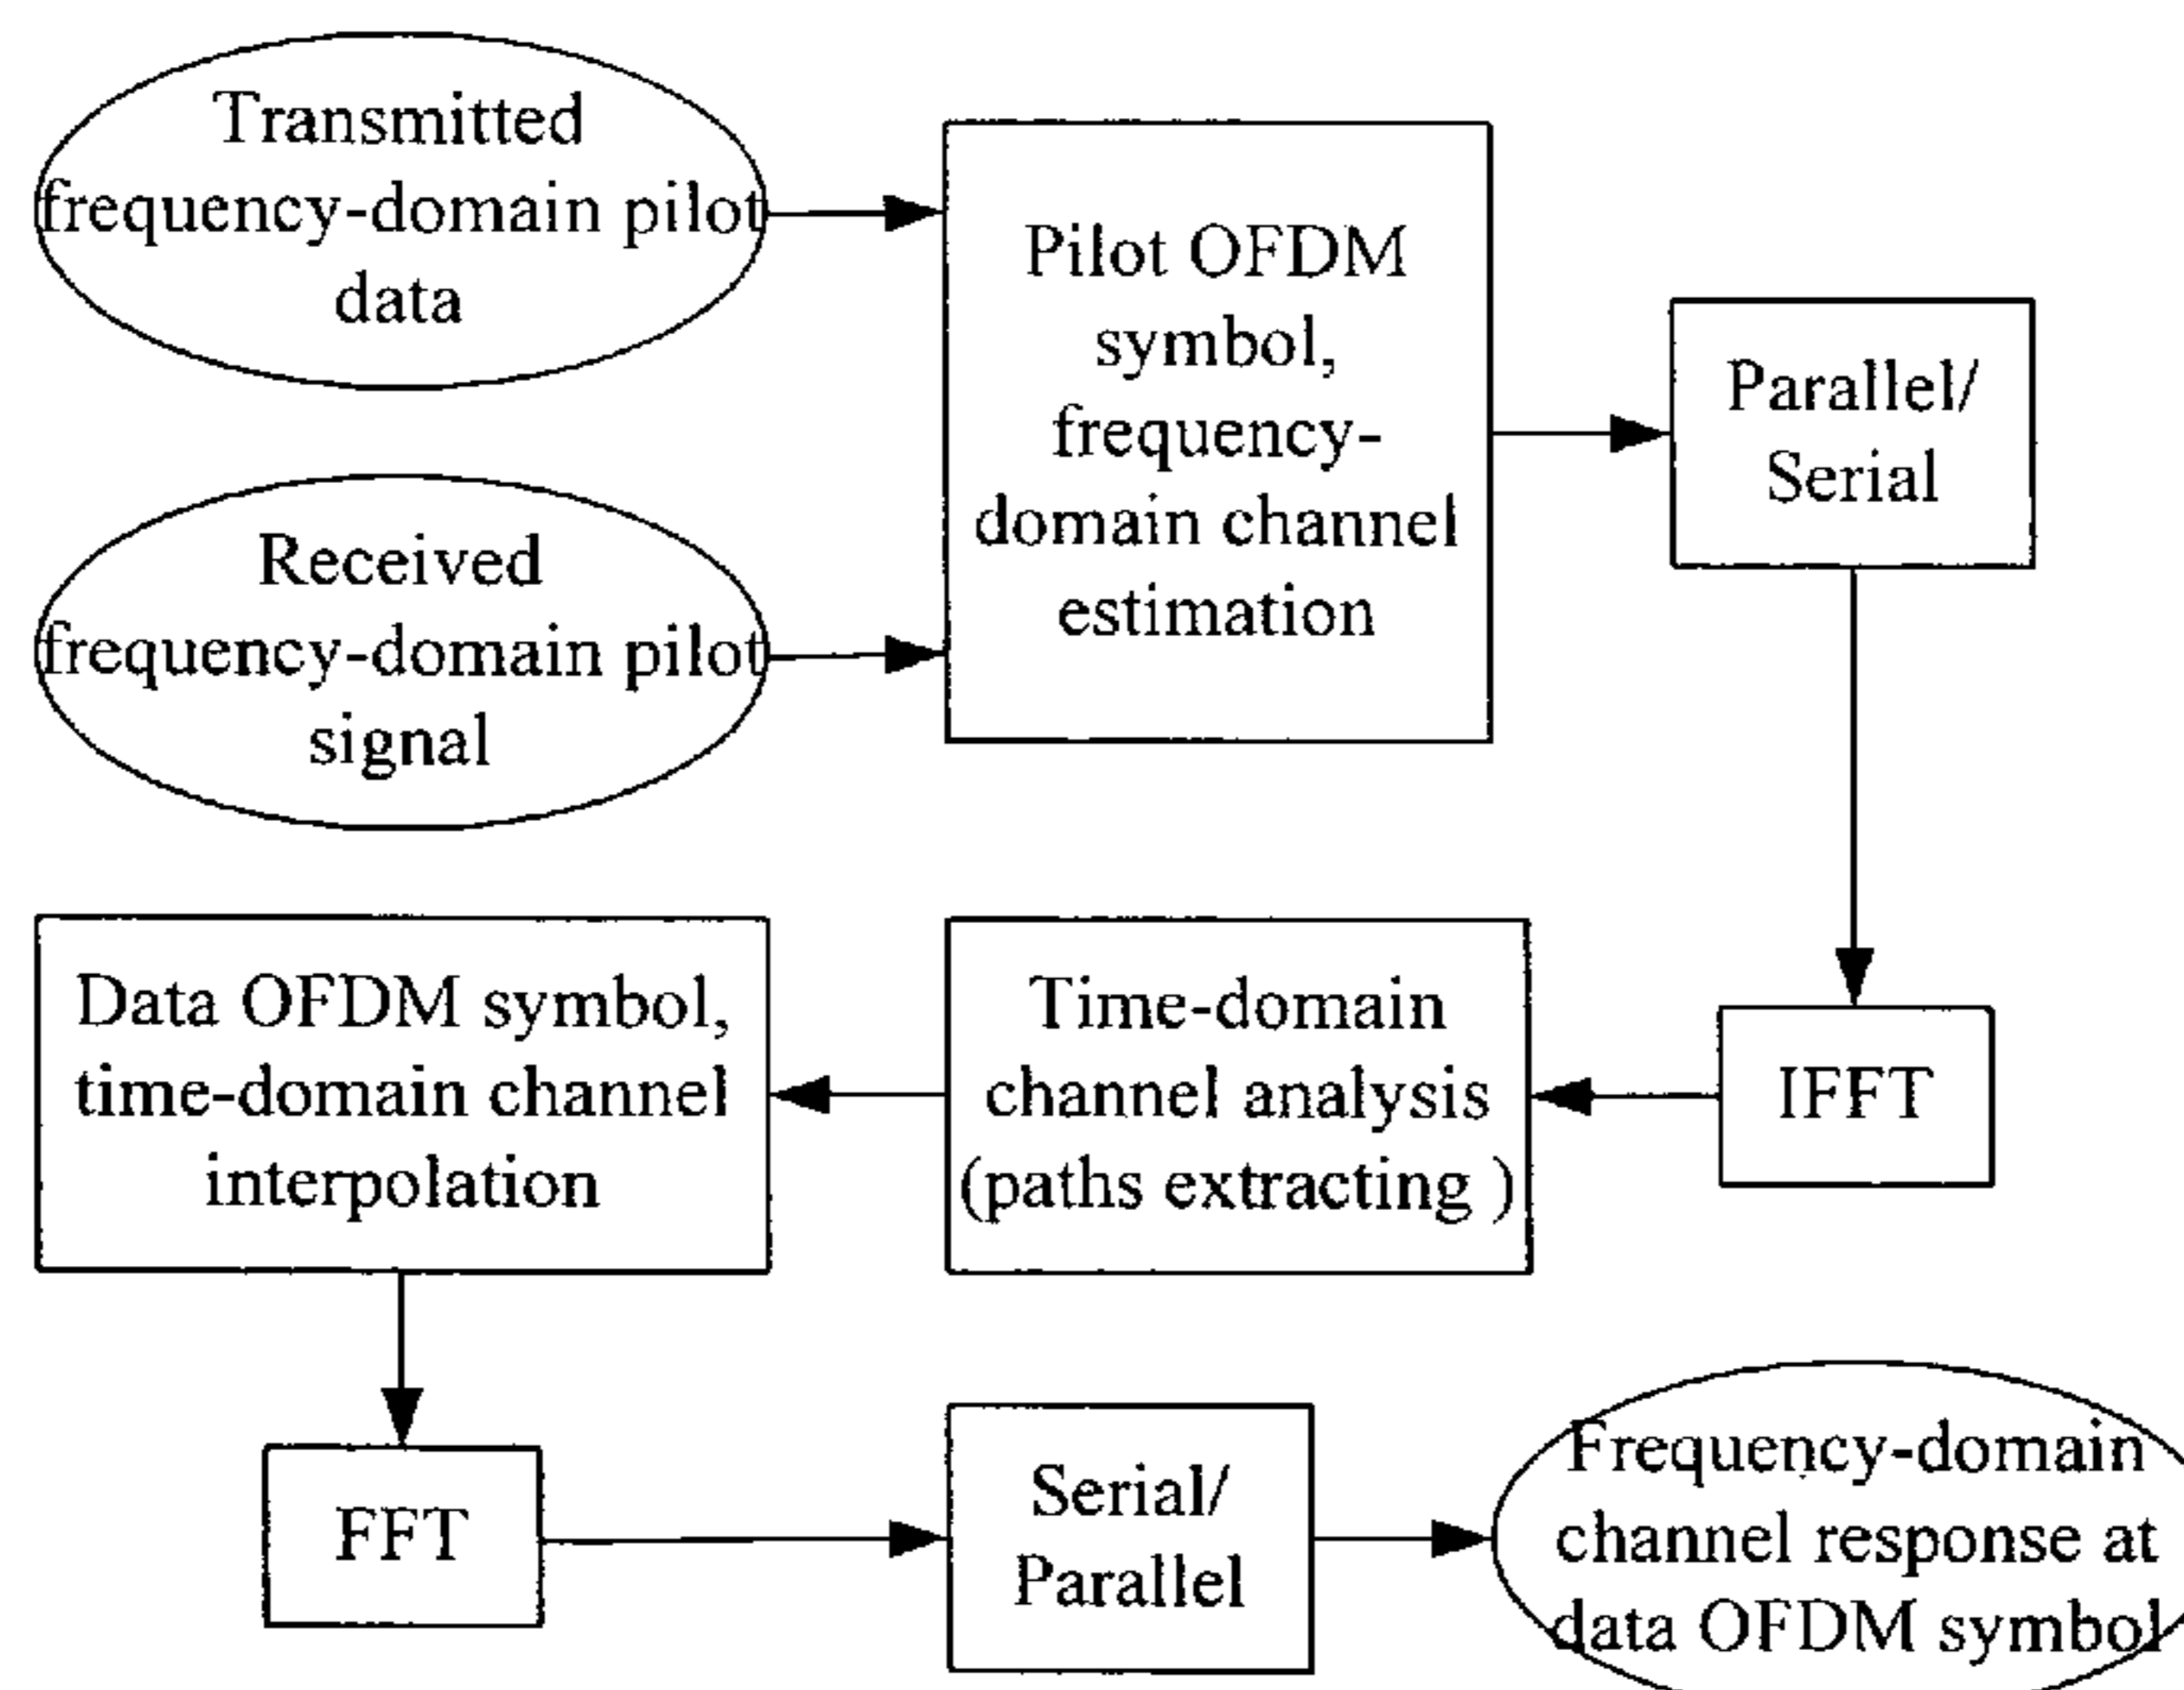 Transmitted
frequency-domain pilot
data
Pilot OFDM
symbol,
frequency-
domain channel
estimation
Parallel/
Serial
Received
frequency-domain pilot
signal
Data OFDM symbol,
time-domain channel
interpolation
Time-domain
channel analysis
(paths extracting )
IFFT
FFT
Serial/
Parallel
Frequency-domain
channel response at
data OFDM symbol